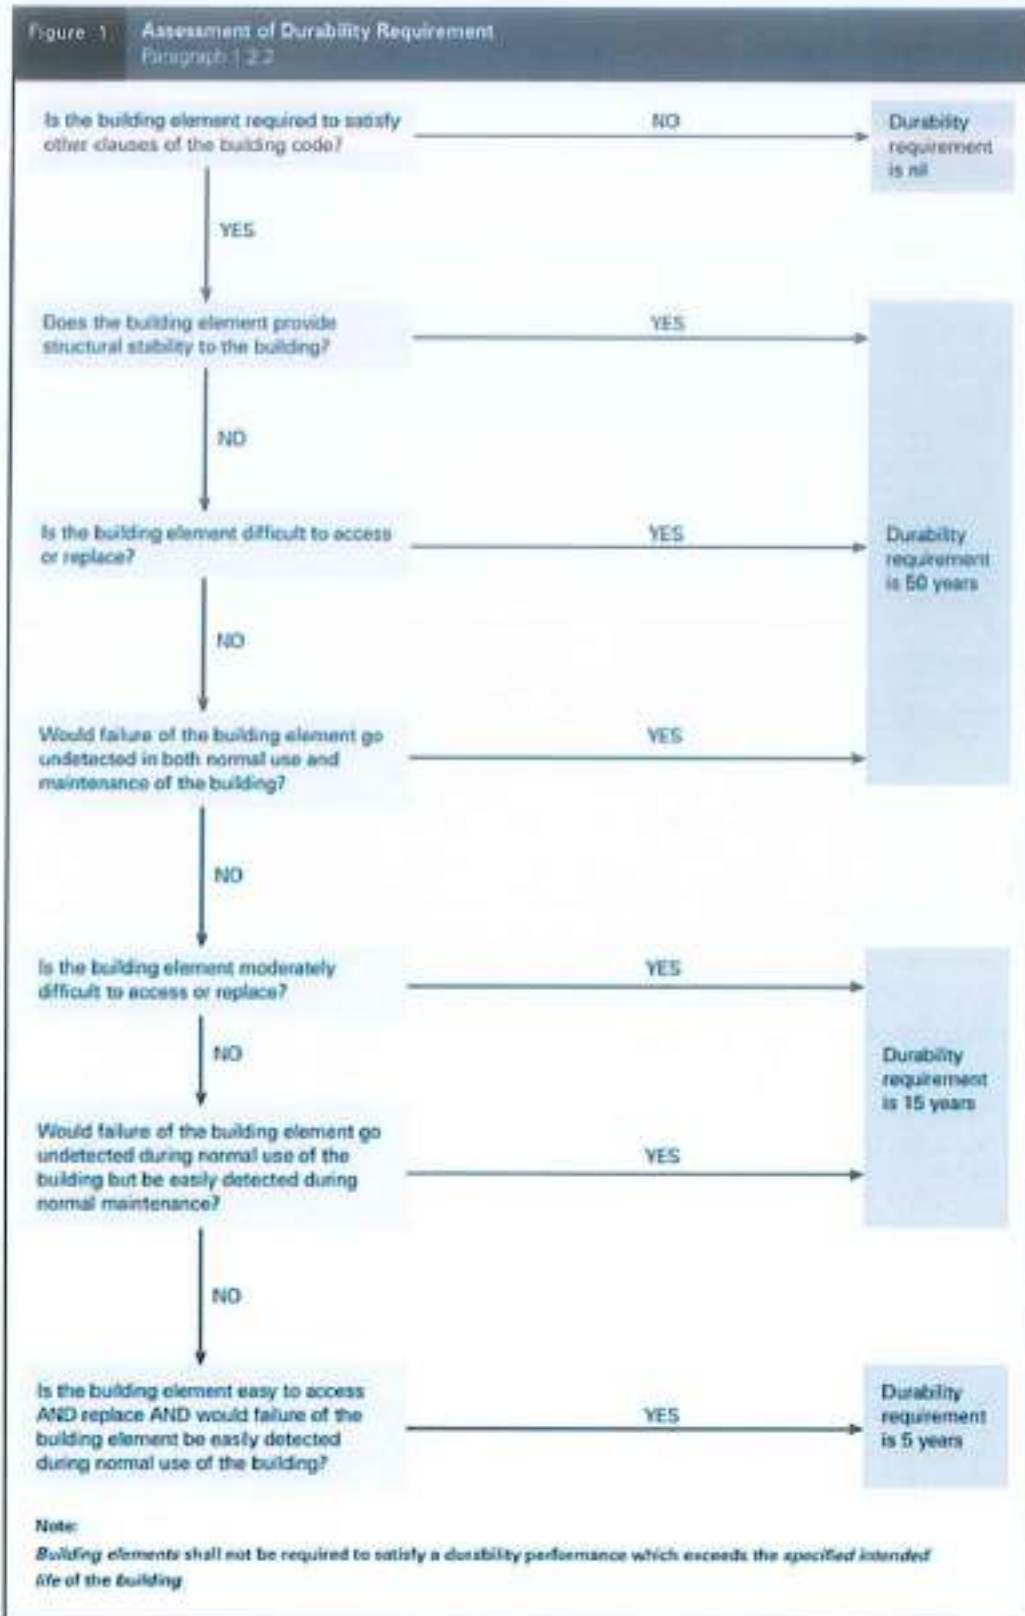 Figure 1
Assessment of Durability Requirement
Paragraph 1.2.2
Is the building element required to satisfy
other clauses of the building code?
NO
Durability
requirement
is nil
YES
Does the building element provide
structural stability to the building?
YES
NO
Is the building element difficult to access
or replace?
YES
Durability
requirement
is 50 years
NO
Would failure of the building element go
undetected in both normal use and
maintenance of the building?
YES
NO
Is the building element moderately
difficult to access or replace?
YES
NO
Durability
requirement
is 15 years
Would failure of the building element go
undetected during normal use of the
building but be easily detected during
normal maintenance?
YES
NO
Is the building element easy to access
AND replace AND would failure of the
building element be easily detected
during normal use of the building?
YES
Durability
requirement
is 5 years
Note:
Building elements shall not be required to satisfy a durability performance which exceeds the specified intended
life of the building